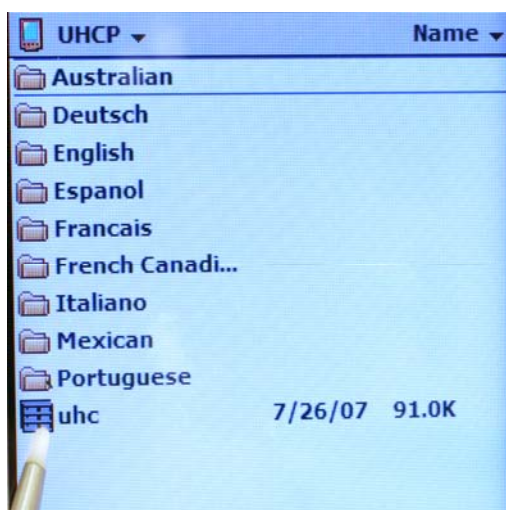 UHCP Name
Australian
Deutsch
English
Espanol
Francais
French Canadi...
Italiano
Mexican
Portuguese
uhc 7/26/07 91.0K